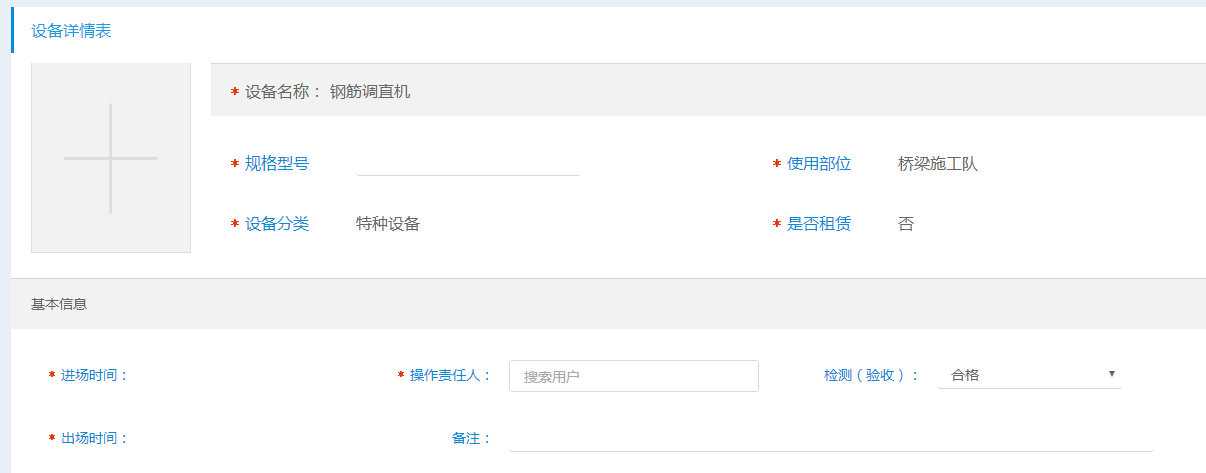 设备详情表
* 设备名称： 钢筋调直机
* 规格型号 * 使用部位 桥梁施工队
* 设备分类 特种设备 * 是否租赁 否
基本信息
* 进场时间： * 操作责任人： 搜索用户 检测（验收）： 合格
* 出场时间： 备注：